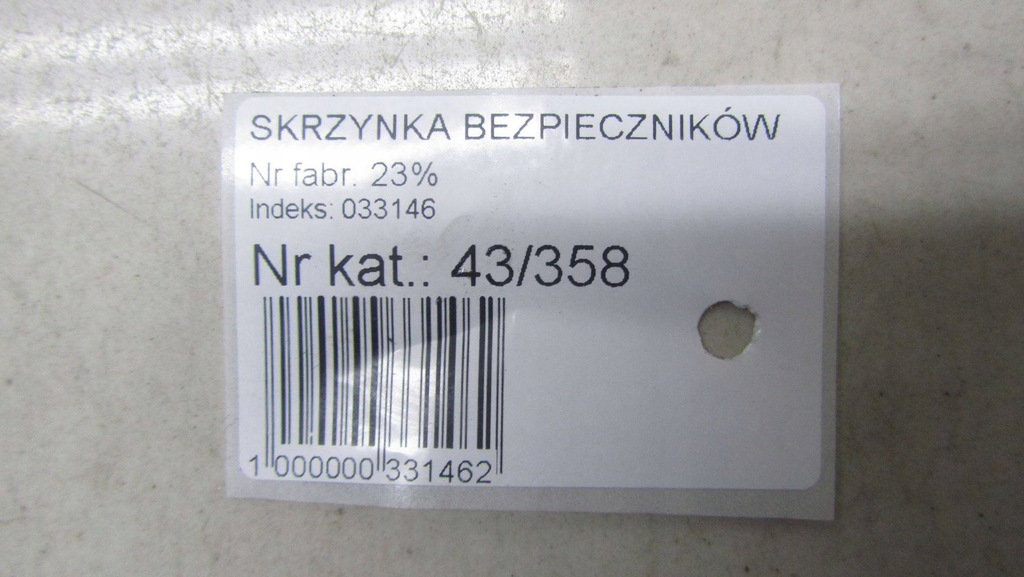 SKRZYNKA BEZPIECZNIKÓW
Nr fabr. 23%
Indeks: 033146
Nr kat.: 43/358
1 000000 331462